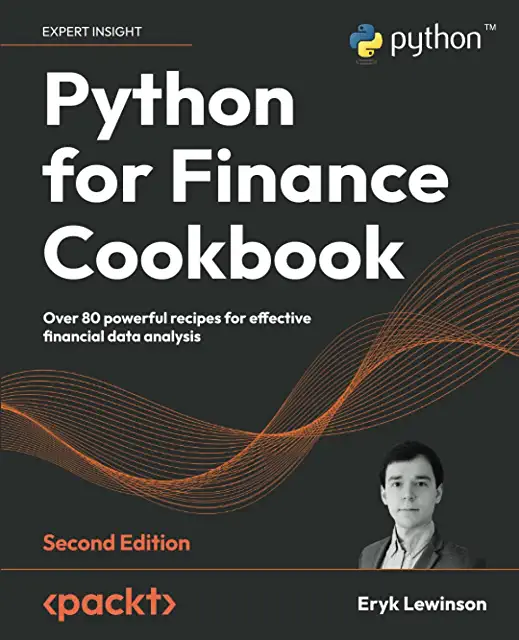 EXPERT INSIGHT
python™
Python
for Finance
Cookbook
Over 80 powerful recipes for effective
financial data analysis
Second Edition
<packt>
Eryk Lewinson